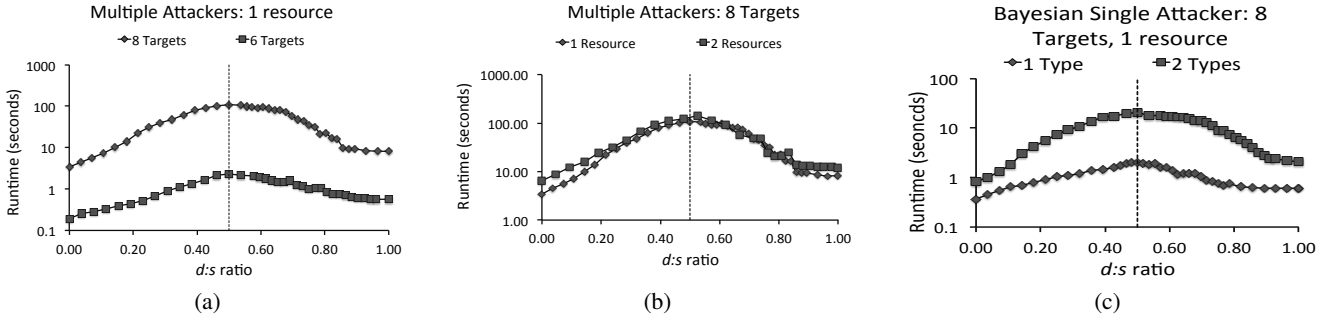 Multiple Attackers: 1 resource
8 Targets 6 Targets
1000
100
10
1
0.1
Runtime (seconds)
0.00 0.20 0.40 0.60 0.80 1.00
d:s ratio
(a)
Multiple Attackers: 8 Targets
1 Resource 2 Resources
1000.00
100.00
10.00
1.00
Runtime (seconds)
0.00 0.20 0.40 0.60 0.80 1.00
d:s ratio
(b)
Bayesian Single Attacker: 8
Targets, 1 resource
1 Type 2 Types
100
10
1
0.1
Runtime (seoncds)
0.00 0.20 0.40 0.60 0.80 1.00
d:s ratio
(c)